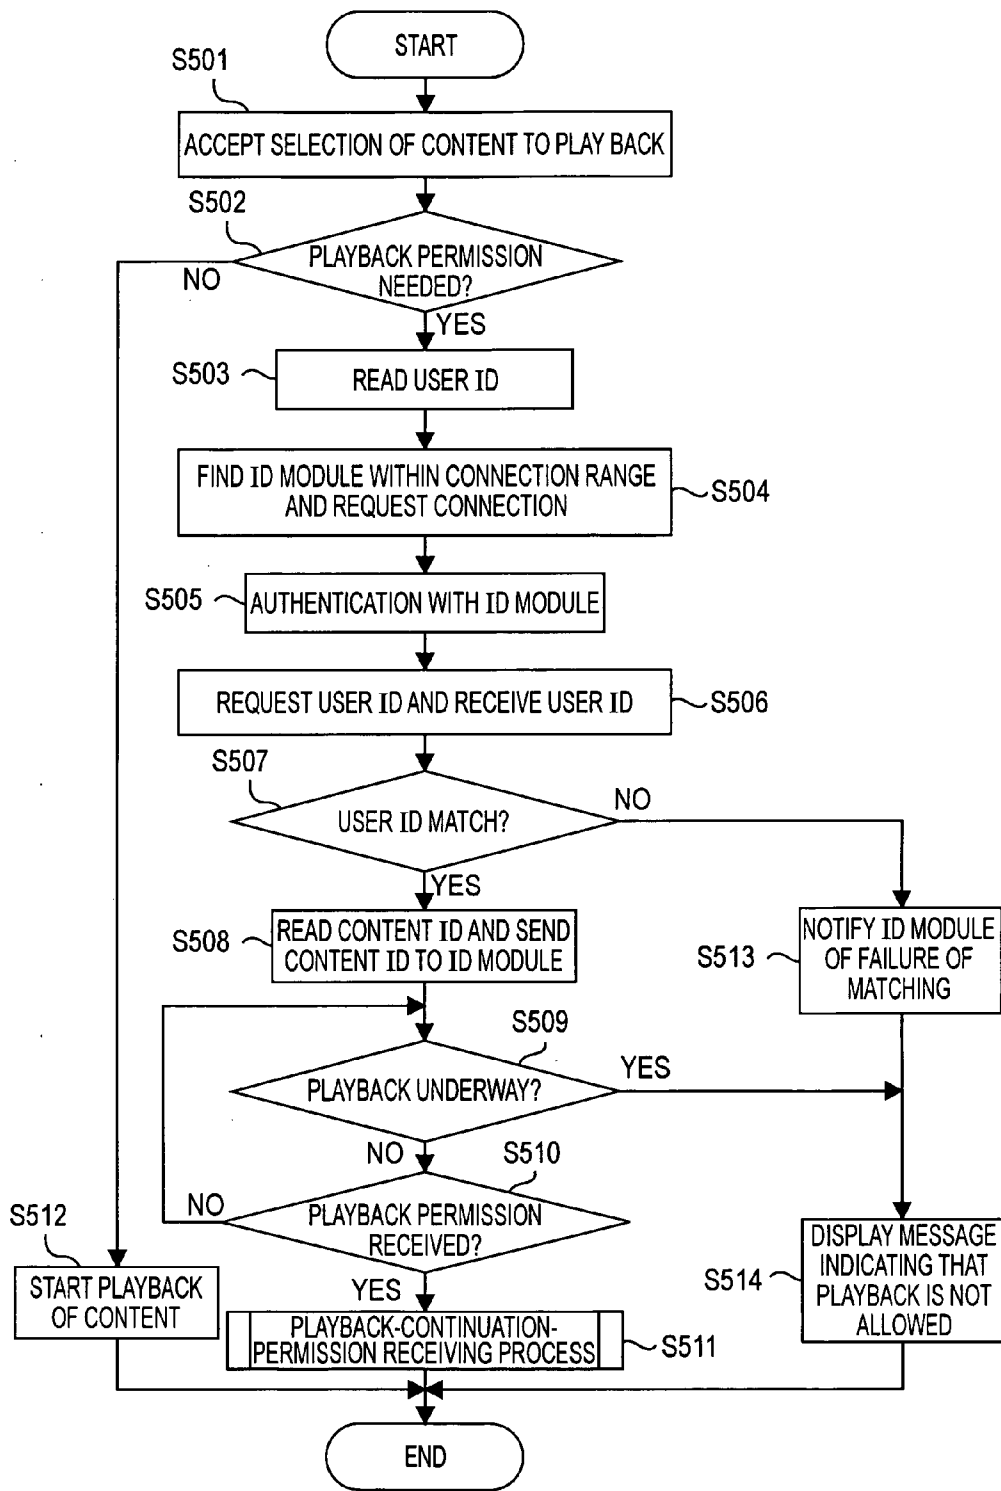 START
S501
ACCEPT SELECTION OF CONTENT TO PLAY BACK
S502
PLAYBACK PERMISSION
NEEDED?
NO
YES
S503
READ USER ID
FIND ID MODULE WITHIN CONNECTION RANGE
AND REQUEST CONNECTION
S504
S505
AUTHENTICATION WITH ID MODULE
REQUEST USER ID AND RECEIVE USER ID
S506
S507
USER ID MATCH?
NO
YES
S508
READ CONTENT ID AND SEND
CONTENT ID TO ID MODULE
S513
NOTIFY ID MODULE
OF FAILURE OF
MATCHING
S509
PLAYBACK UNDERWAY?
YES
NO
S510
PLAYBACK PERMISSION
RECEIVED?
NO
YES
S512
START PLAYBACK
OF CONTENT
PLAYBACK-CONTINUATION-
PERMISSION RECEIVING PROCESS
S511
S514
DISPLAY MESSAGE
INDICATING THAT
PLAYBACK IS NOT
ALLOWED
END